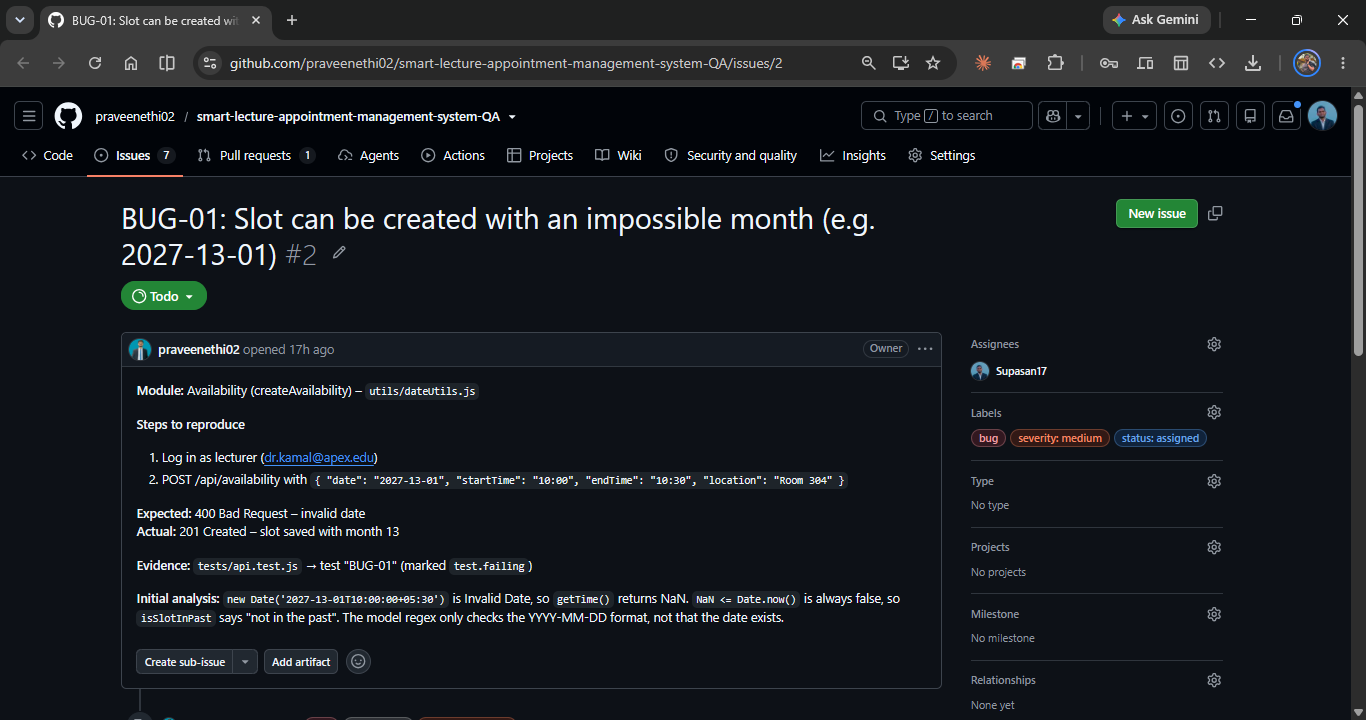 BUG-01: Slot can be created wit
Ask Gemini
github.com/praveenethi02/smart-lecture-appointment-management-system-QA/issues/2
praveenethi02 / smart-lecture-appointment-management-system-QA
Type / to search
Code
Issues 7
Pull requests 1
Agents
Actions
Projects
Wiki
Security and quality
Insights
Settings
BUG-01: Slot can be created with an impossible month (e.g.
2027-13-01) #2
New issue
Todo
praveenethi02 opened 17h ago
Owner
Module: Availability (createAvailability) – utils/dateUtils.js
Steps to reproduce
1. Log in as lecturer (dr.kamal@apex.edu)
2. POST /api/availability with { "date": "2027-13-01", "startTime": "10:00", "endTime": "10:30", "location": "Room 304" }
Expected: 400 Bad Request – invalid date
Actual: 201 Created – slot saved with month 13
Evidence: tests/api.test.js → test "BUG-01" (marked test.failing)
Initial analysis: new Date('2027-13-01T10:00:00+05:30') is Invalid Date, so getTime() returns NaN. NaN <= Date.now() is always false, so
isSlotInPast says "not in the past". The model regex only checks the YYYY-MM-DD format, not that the date exists.
Create sub-issue
Add artifact
Assignees
Supasan17
Labels
bug
severity: medium
status: assigned
Type
No type
Projects
No projects
Milestone
No milestone
Relationships
None yet